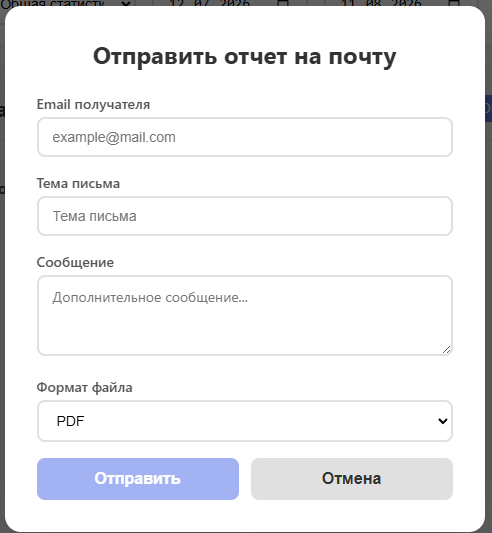 Общая статисти
12.07.2026
11.08.2026
Отправить отчет на почту
Email получателя
example@mail.com
Тема письма
Тема письма
Сообщение
Дополнительное сообщение...
Формат файла
PDF
Отправить
Отмена